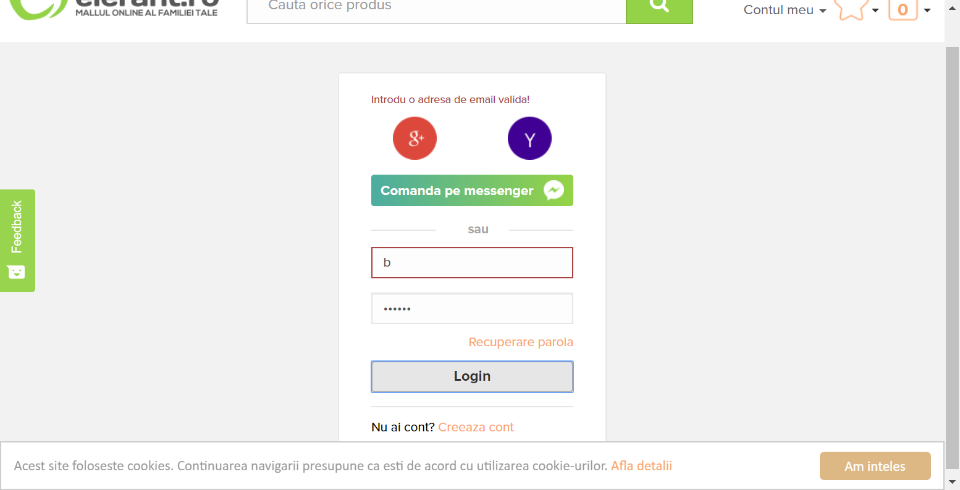 elefant.ro
MALLUL ONLINE AL FAMILIEI TALE
Cauta orice produs
Contul meu
0
Introdu o adresa de email valida!
g+
Y
Comanda pe messenger
sau
b
••••••
Recuperare parola
Login
Nu ai cont? Creeaza cont
Feedback
Acest site foloseste cookies. Continuarea navigarii presupune ca esti de acord cu utilizarea cookie-urilor. Afla detalii
Am inteles